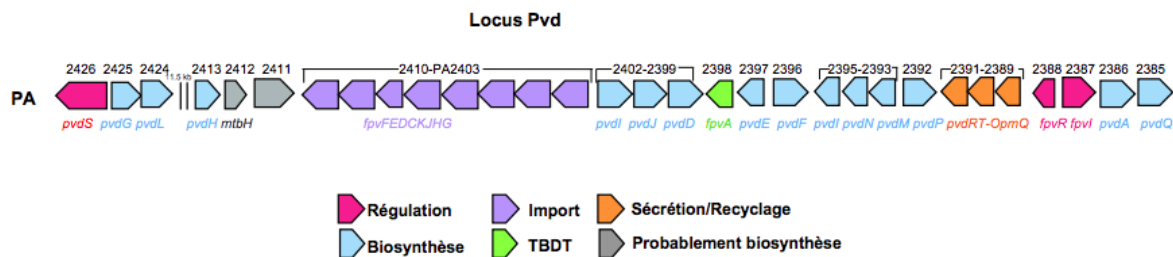 Locus Pvd
2426 2425 2424 11.5 kb 2413 2412 2411 2410-PA2403 2402-2399 2398 2397 2396 2395-2393 2392 2391-2389 2388 2387 2386 2385
PA
pvdS pvdG pvdL pvdH mtbH fpvFEDCKJHG pvdI pvdJ pvdD fpvA pvdE pvdF pvdI pvdN pvdM pvdP pvdRT-OpmQ fpvR fpvI pvdA pvdQ
Régulation Import Sécrétion/Recyclage
Biosynthèse TBDT Probablement biosynthèse